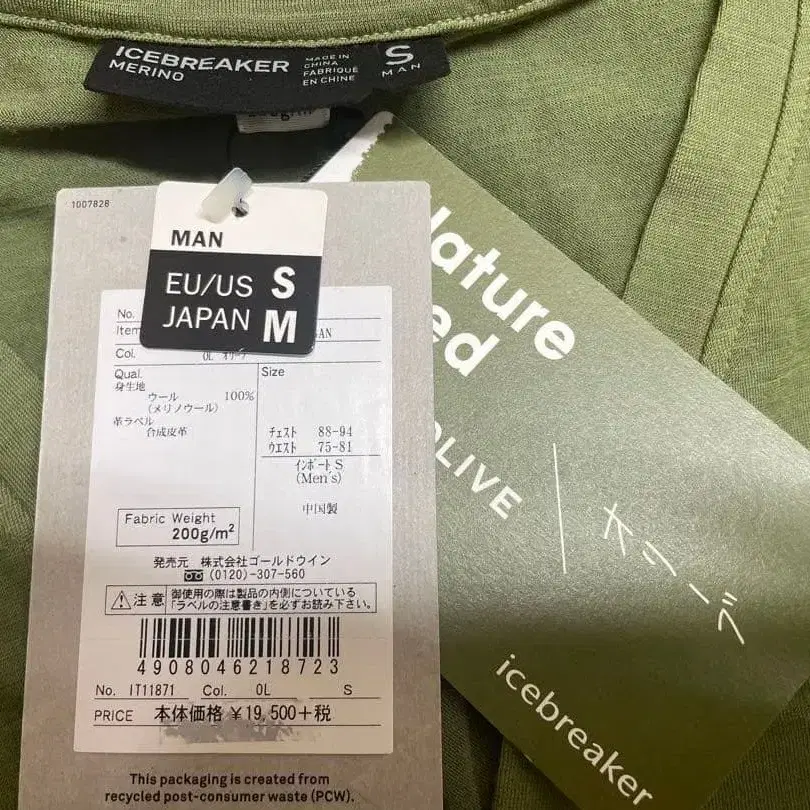 ICEBREAKER
MERINO
MADE IN
CHINA
FABRIQUÉ
EN CHINE
S
MAN
1007828
MAN
EU/US S
JAPAN M
No.
Item
Col. OL オリーブ
Qual.
身生地
ウール 100%
(メリノウール)
革ラベル
合成皮革
Size
チェスト 88-94
ウエスト 75-81
インポートS
(Men's)
中国製
Fabric Weight
200g/m²
発売元 株式会社ゴールドウイン
(0120)-307-560
注意 御使用の際は製品の内側についている
「ラベルの注意書き」を必ずお読み下さい。
4908046218723
No. IT11871 Col. OL S
PRICE 本体価格 ¥19,500+税
This packaging is created from
recycled post-consumer waste (PCW).
OLIVE
オリーブ
icebreaker